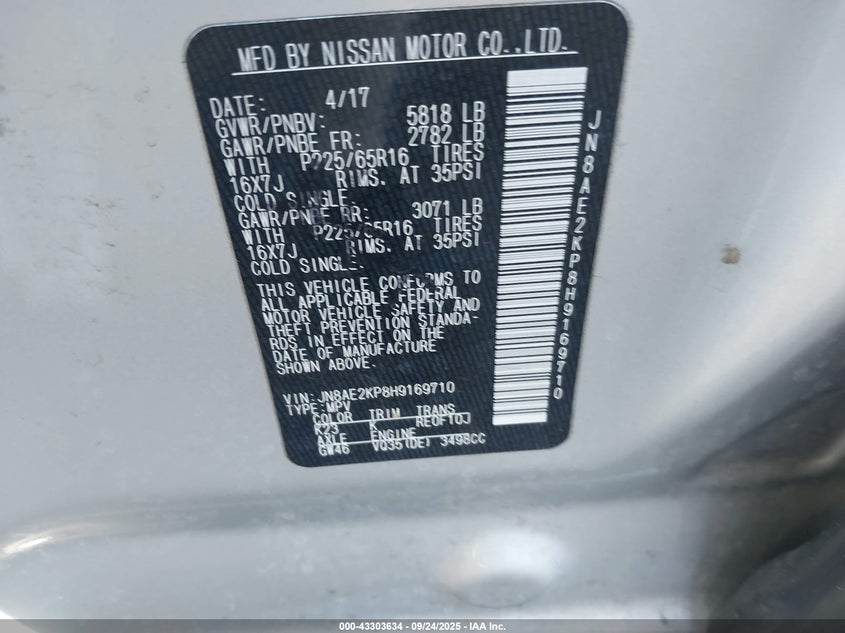 MFD BY NISSAN MOTOR CO.,LTD.
DATE: 4/17
GVWR/PNBV: 5818 LB
GAWR/PNBE FR: 2782 LB
WITH P225/65R16 TIRES
16X7J RIMS. AT 35PSI
COLD SINGLE.
GAWR/PNBE RR: 3071 LB
WITH P225/65R16 TIRES
16X7J RIMS. AT 35PSI
COLD SINGLE.
THIS VEHICLE CONFORMS TO
ALL APPLICABLE FEDERAL
MOTOR VEHICLE SAFETY AND
THEFT PREVENTION STANDA-
RDS IN EFFECT ON THE
DATE OF MANUFACTURE
SHOWN ABOVE.
VIN:JN8AE2KP8H9169710
TYPE:MPV
COLOR TRIM TRANS
K23 K RE0F10J
AXLE ENGINE
GW46 VQ35(DE) 3498CC
JN8AE2KP8H9169710
000-43303634 - 09/24/2025 - IAA Inc.